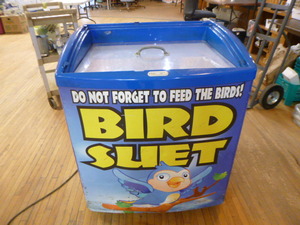 DO NOT FORGET TO FEED THE BIRDS!
BIRD
SUET